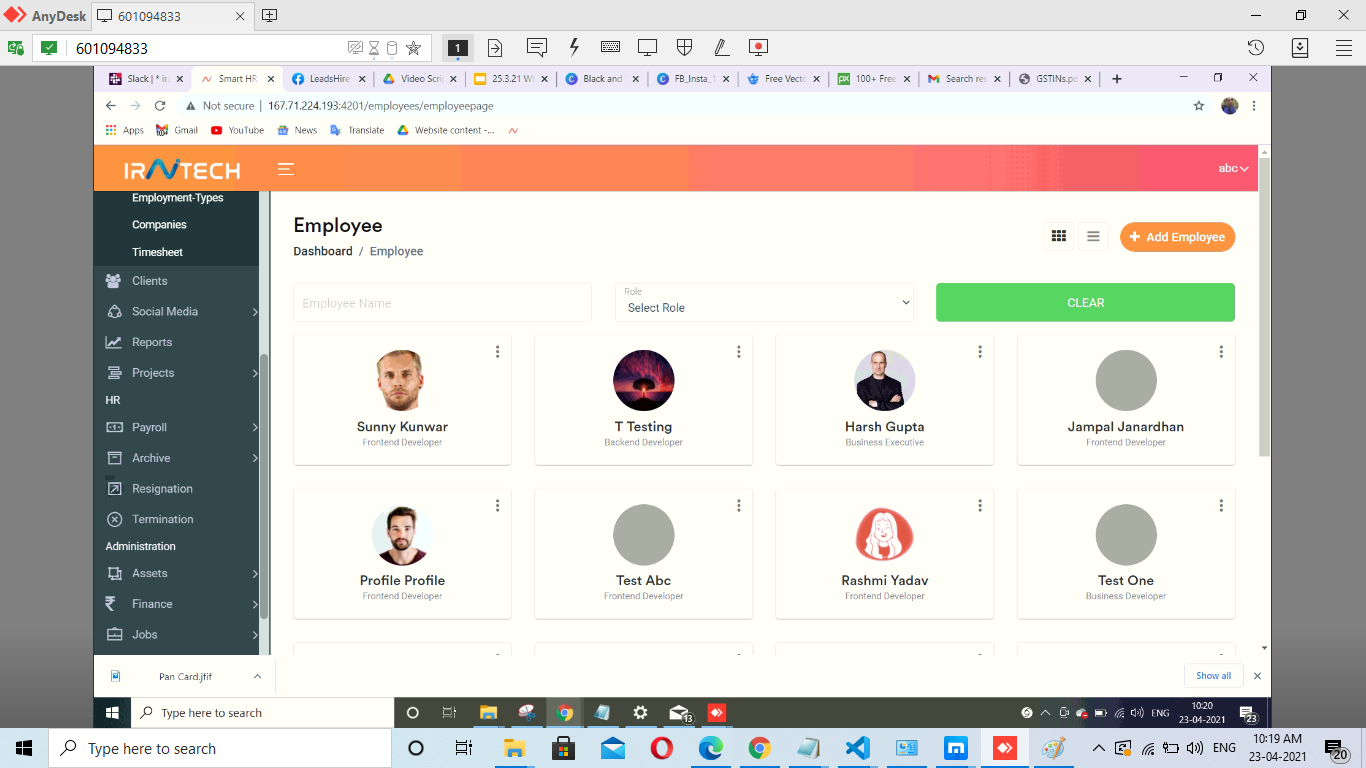 AnyDesk 601094833
601094833 1
Slack | * ir Smart HR LeadsHire Video Scri 25.3.21 Wh Black and FB_Insta_1 Free Vecto 100+ Free Search res GSTINs.pd
Not secure | 167.71.224.193:4201/employees/employeepage
Apps Gmail YouTube News Translate Website content -...
IRAITECH abc
Employment-Types
Companies
Timesheet
Clients
Social Media
Reports
Projects
HR
Payroll
Archive
Resignation
Termination
Administration
Assets
Finance
Jobs
Employee
Dashboard / Employee
+ Add Employee
Employee Name
Role
Select Role
CLEAR
Sunny Kunwar
Frontend Developer
T Testing
Backend Developer
Harsh Gupta
Business Executive
Jampal Janardhan
Frontend Developer
Profile Profile
Frontend Developer
Test Abc
Frontend Developer
Rashmi Yadav
Frontend Developer
Test One
Business Developer
Pan Card.jfif
Show all
Type here to search
13
ENG
10:20
23-04-2021
23
Type here to search
ENG
10:19 AM
23-04-2021
20